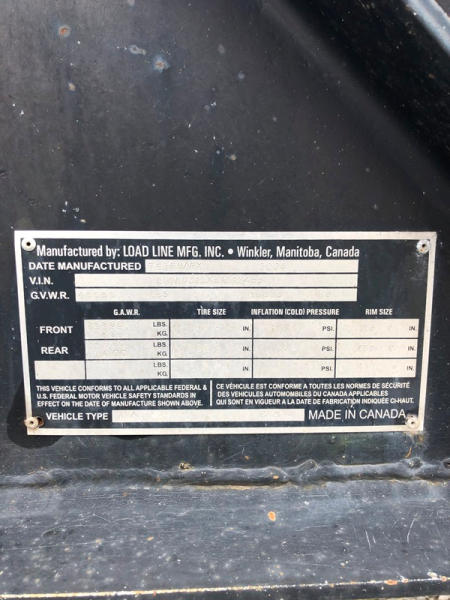 Manufactured by: LOAD LINE MFG. INC. • Winkler, Manitoba, Canada
DATE MANUFACTURED
V.I.N.
G.V.W.R.
G.A.W.R. TIRE SIZE INFLATION (COLD) PRESSURE RIM SIZE
FRONT LBS. KG. IN. PSI. IN.
REAR LBS. KG. IN. PSI. IN.
LBS. KG. IN. PSI. IN.
THIS VEHICLE CONFORMS TO ALL APPLICABLE FEDERAL &
U.S. FEDERAL MOTOR VEHICLE SAFETY STANDARDS IN
EFFECT ON THE DATE OF MANUFACTURE SHOWN ABOVE.
CE VÉHICULE EST CONFORME A TOUTES LES NORMES DE SÉCURITÉ
DES VÉHICULES AUTOMOBILES DU CANADA APPLICABLES
QUI SONT EN VIGUEUR A LA DATE DE FABRICATION INDIQUÉE CI-HAUT.
VEHICLE TYPE
MADE IN CANADA